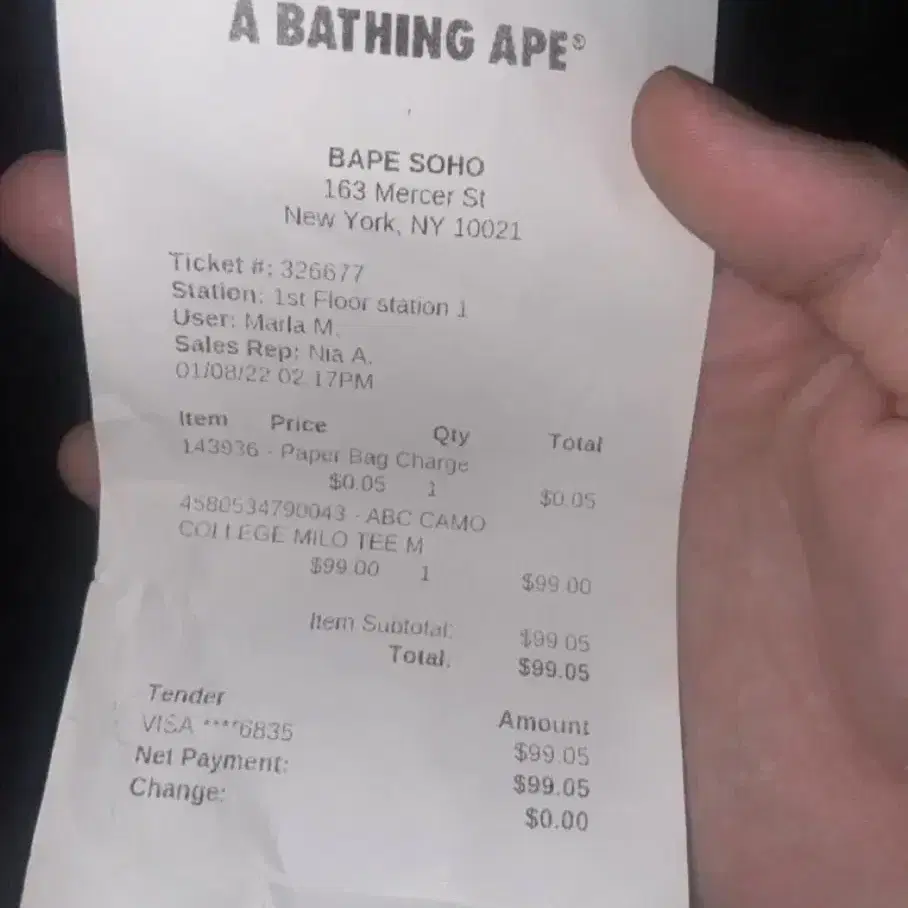 A BATHING APE®
BAPE SOHO
163 Mercer St
New York, NY 10021
Ticket #: 326677
Station: 1st Floor station 1
User: Marla M.
Sales Rep: Nia A.
01/08/22 02:17PM
Item Price Qty Total
143936 - Paper Bag Charge
$0.05 1 $0.05
4580534790043 - ABC CAMO
COLLEGE MILO TEE M
$99.00 1 $99.00
Item Subtotal: $99.05
Total: $99.05
Tender Amount
VISA ****6835 $99.05
Net Payment: $99.05
Change: $0.00